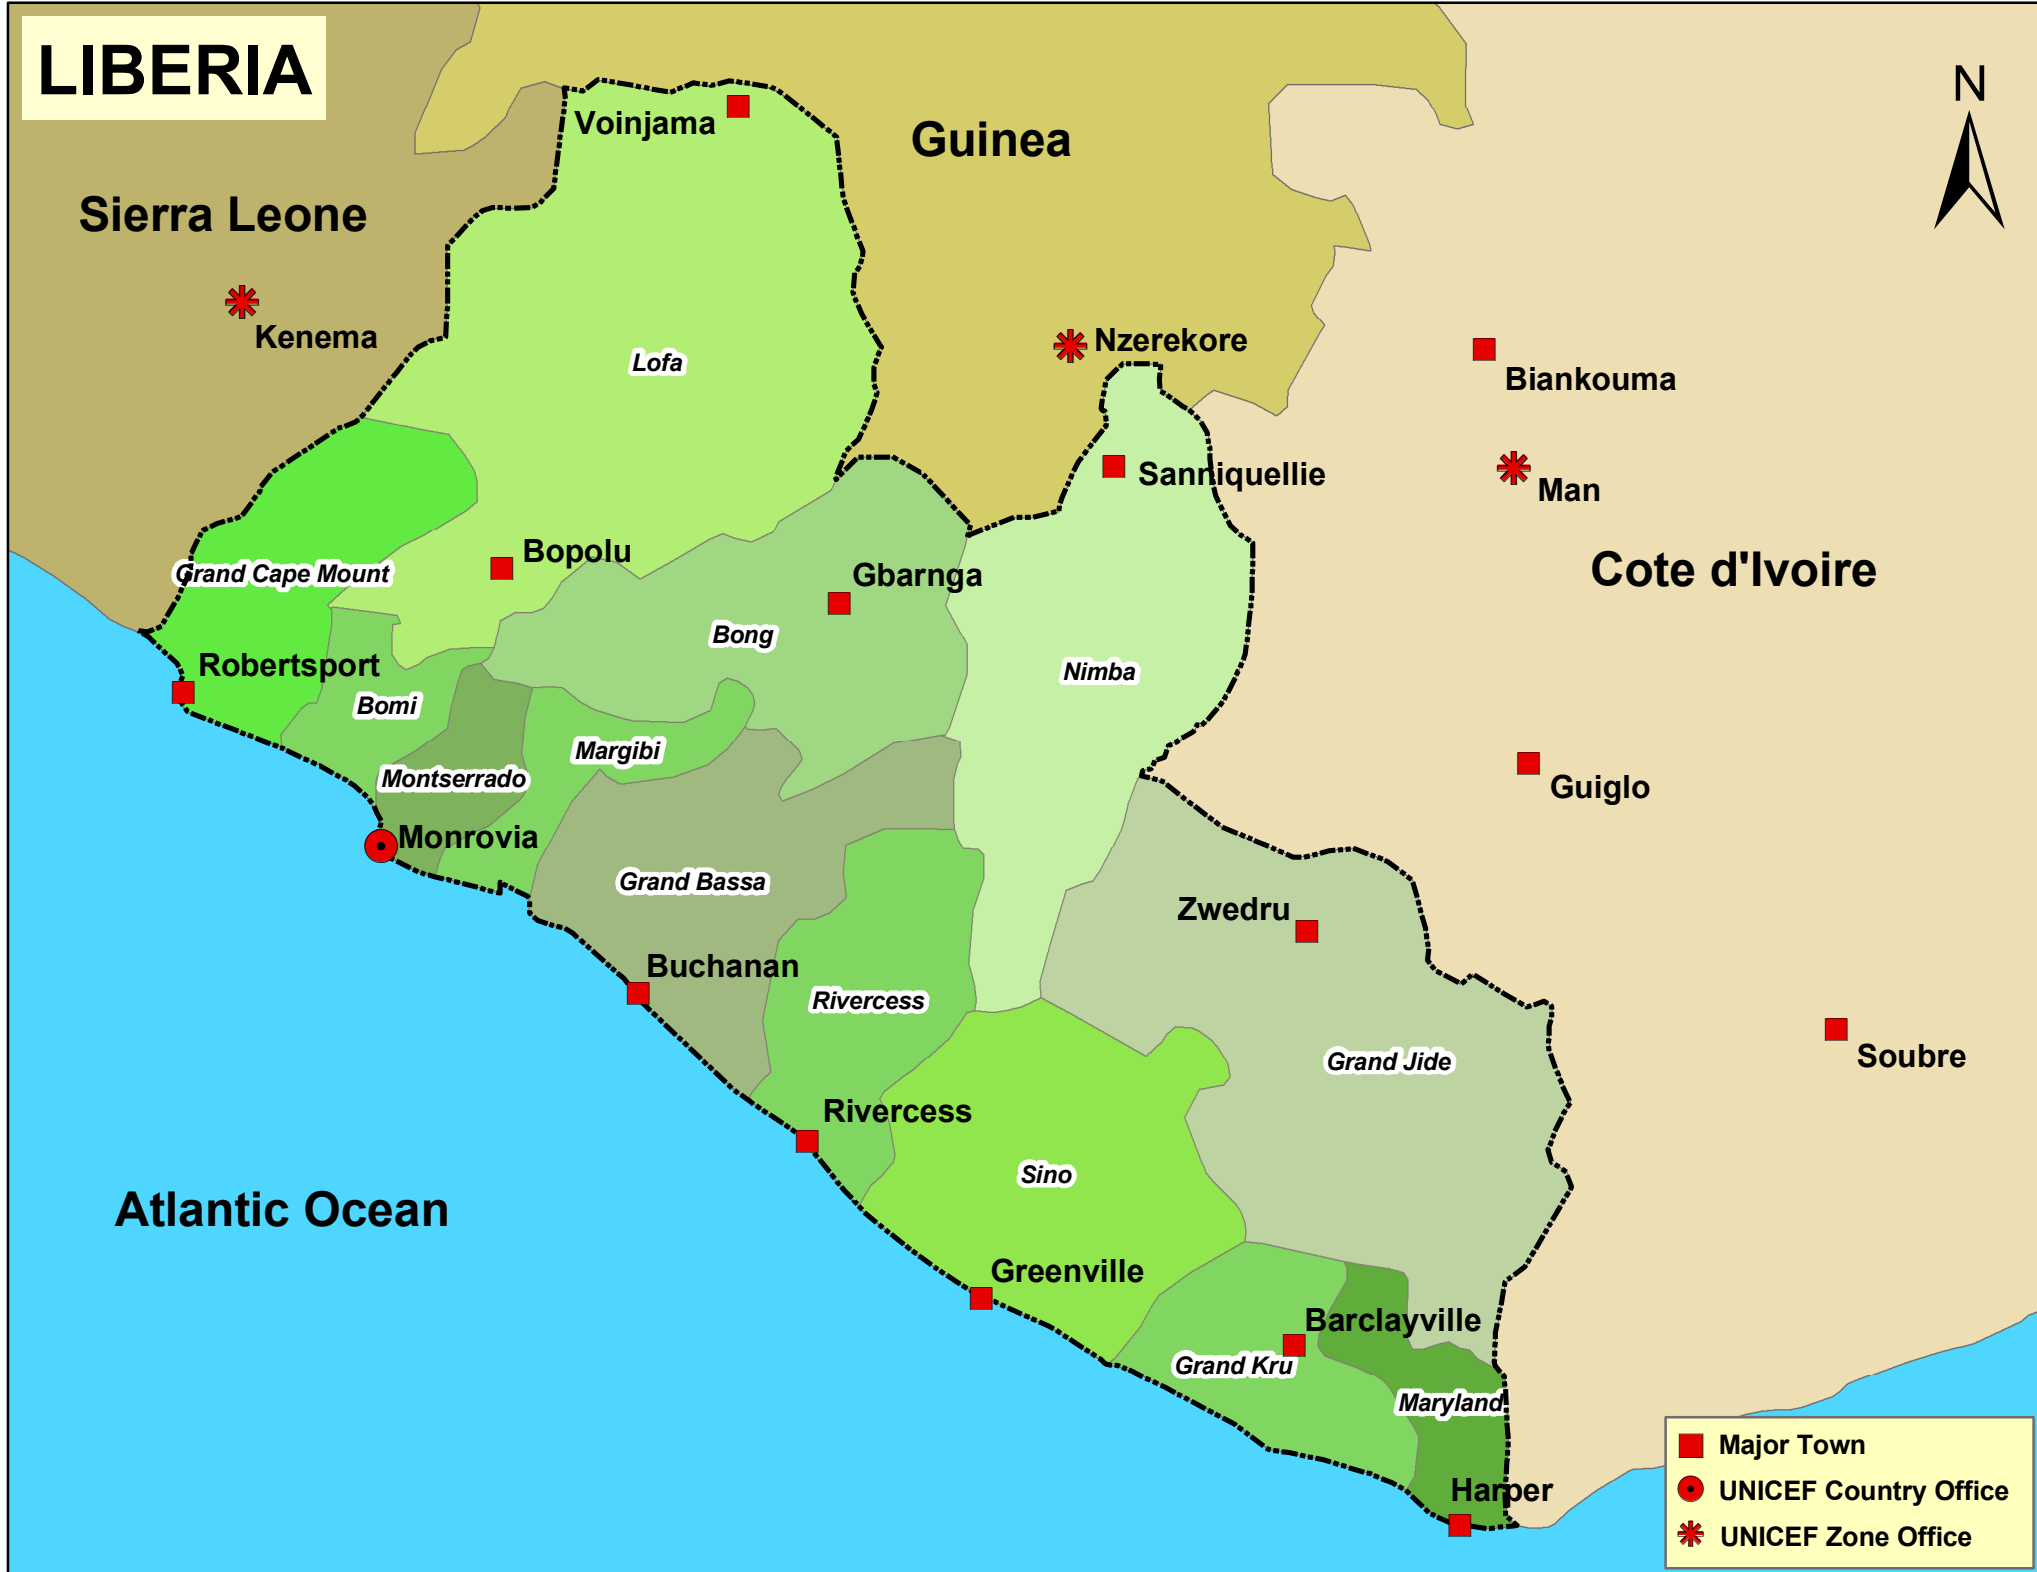 LIBERIA
N
Voinjama
Guinea
Sierra Leone
Kenema
Nzerekore
Lofa
Biankouma
Sanniquellie
Man
Bopolu
Grand Cape Mount
Gbarnga
Cote d'Ivoire
Bong
Robertsport
Nimba
Bomi
Margibi
Montserrado
Guiglo
Monrovia
Grand Bassa
Zwedru
Buchanan
Rivercess
Grand Jide
Soubre
Rivercess
Sino
Atlantic Ocean
Greenville
Barclayville
Grand Kru
Maryland
Harper
Major Town
UNICEF Country Office
UNICEF Zone Office